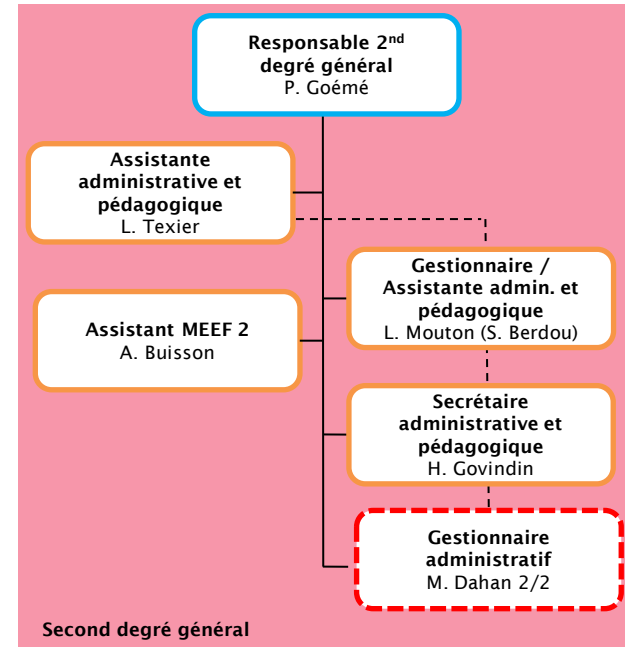 Responsable 2nd
degré général
P. Goémé
Assistante
administrative et
pédagogique
L. Texier
Gestionnaire /
Assistante admin. et
pédagogique
L. Mouton (S. Berdou)
Assistant MEEF 2
A. Buisson
Secrétaire
administrative et
pédagogique
H. Govindin
Gestionnaire
administratif
M. Dahan 2/2
Second degré général